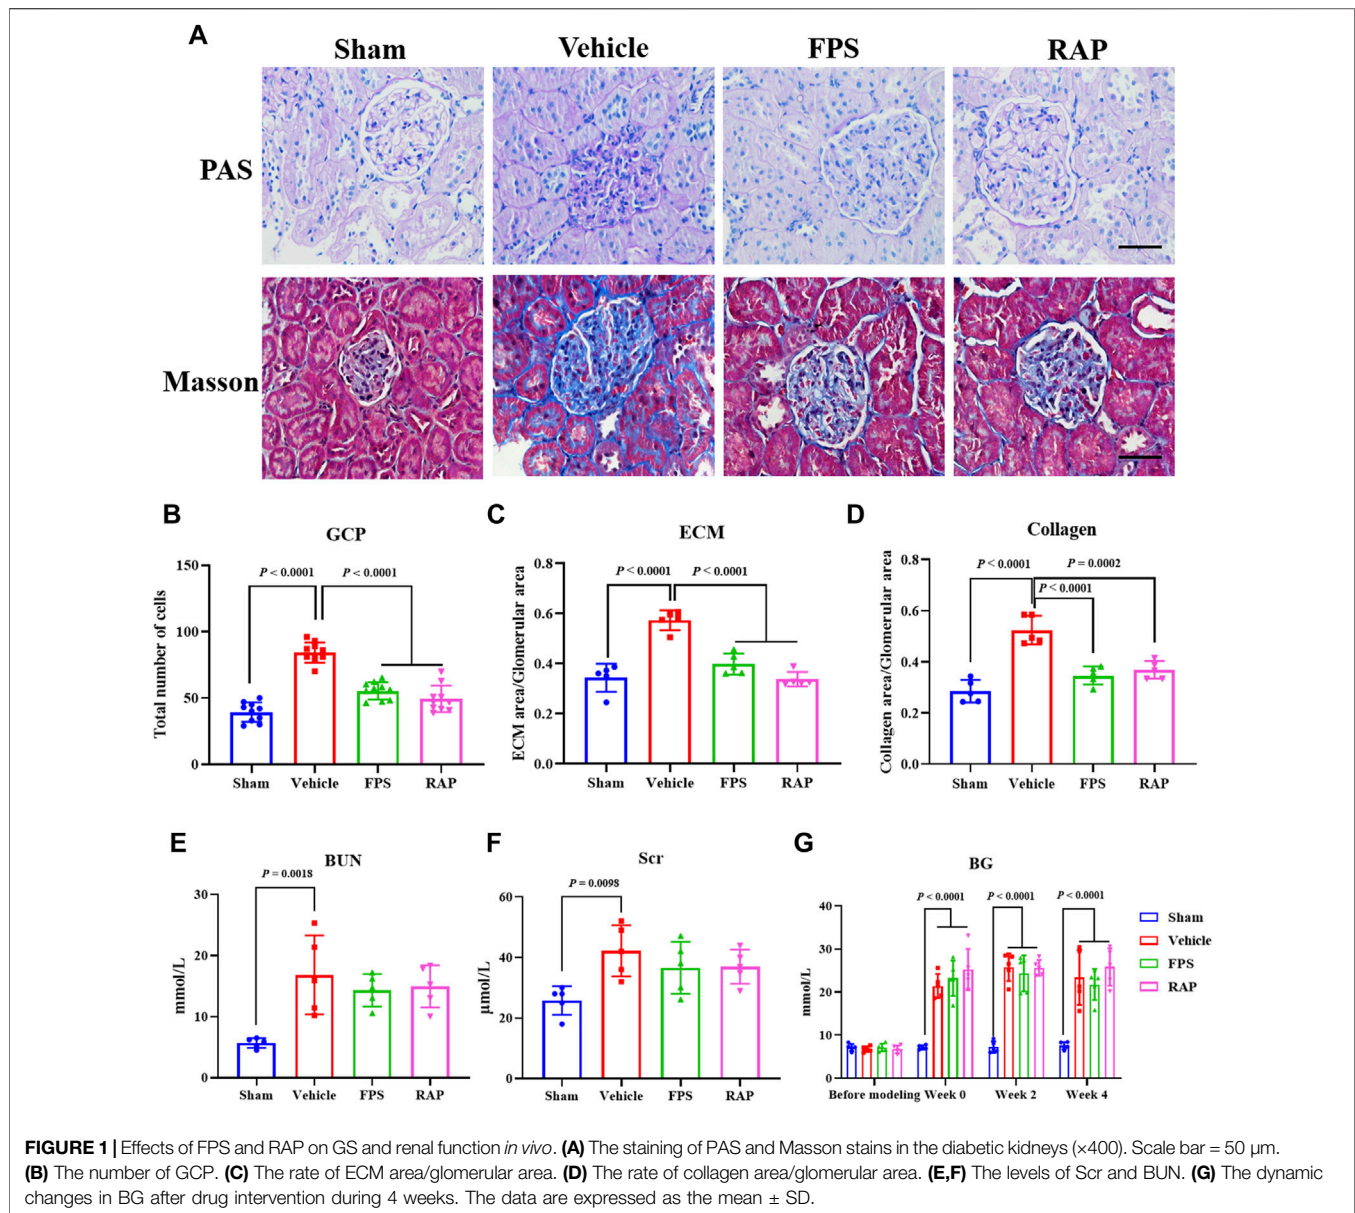 A
Sham Vehicle FPS RAP
PAS
Masson
B
GCP
Total number of cells
150
100
50
0
P < 0.0001
P < 0.0001
Sham Vehicle FPS RAP
C
ECM
ECM area/Glomerular area
0.8
0.6
0.4
0.2
0.0
P < 0.0001
P < 0.0001
Sham Vehicle FPS RAP
D
Collagen
Collagen area/Glomerular area
0.8
0.6
0.4
0.2
0.0
P < 0.0001
P = 0.0002
P < 0.0001
Sham Vehicle FPS RAP
E
BUN
mmol/L
30
20
10
0
P = 0.0018
Sham Vehicle FPS RAP
F
Scr
μmol/L
60
40
20
0
P = 0.0098
Sham Vehicle FPS RAP
G
BG
mmol/L
40
30
20
10
0
P < 0.0001 P < 0.0001 P < 0.0001
Before modeling Week 0 Week 2 Week 4
Sham
Vehicle
FPS
RAP
FIGURE 1 | Effects of FPS and RAP on GS and renal function in vivo. (A) The staining of PAS and Masson stains in the diabetic kidneys (×400). Scale bar = 50 μm.
(B) The number of GCP. (C) The rate of ECM area/glomerular area. (D) The rate of collagen area/glomerular area. (E,F) The levels of Scr and BUN. (G) The dynamic
changes in BG after drug intervention during 4 weeks. The data are expressed as the mean ± SD.